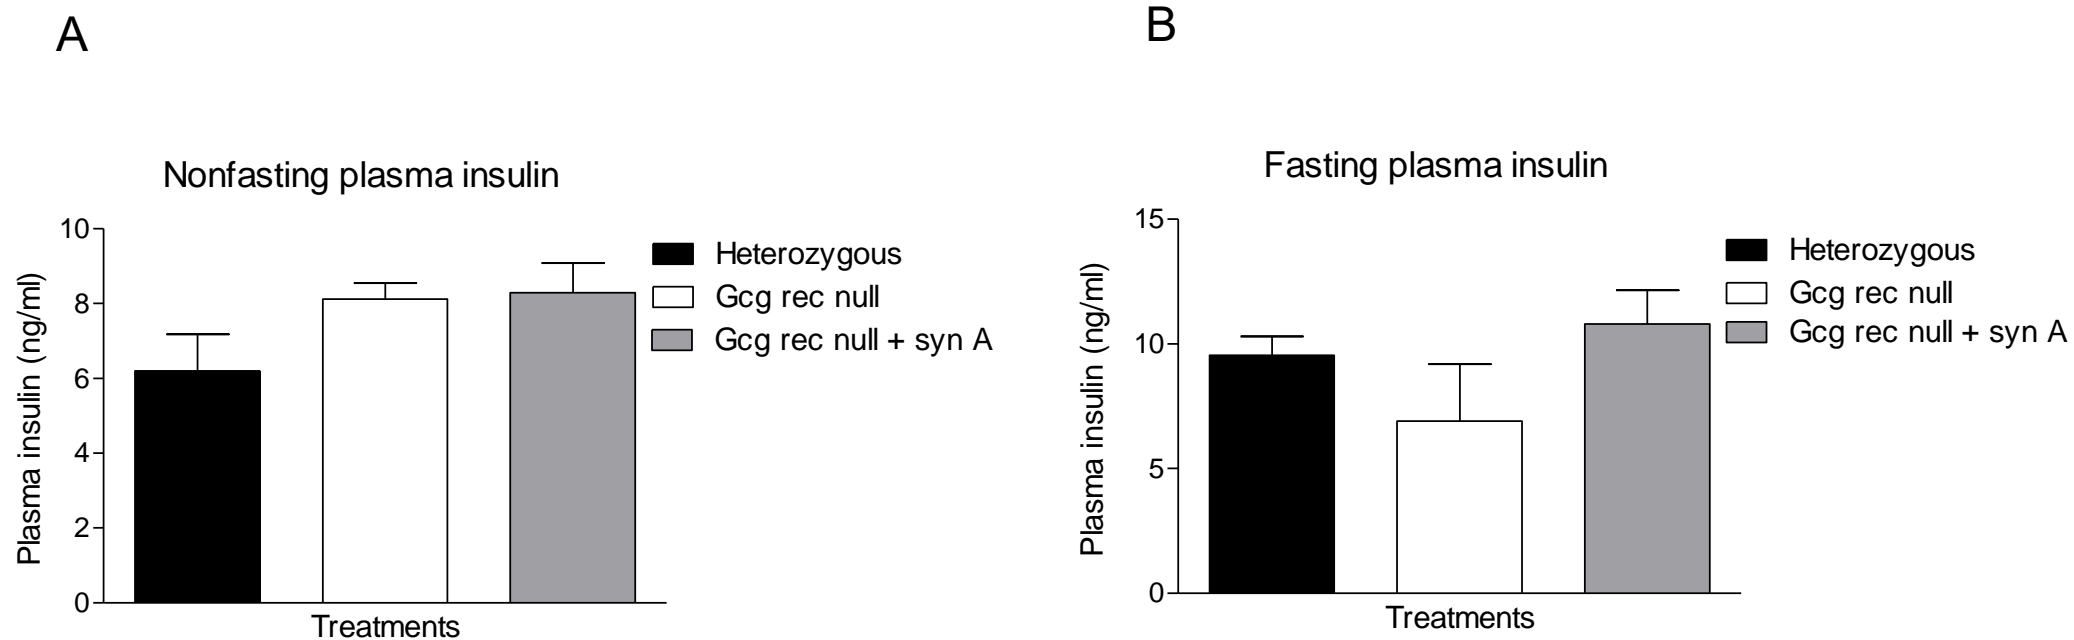 A
Nonfasting plasma insulin
Plasma insulin (ng/ml)
10
8
6
4
2
0
Treatments
Heterozygous
Gcg rec null
Gcg rec null + syn A
B
Fasting plasma insulin
Plasma insulin (ng/ml)
15
10
5
0
Treatments
Heterozygous
Gcg rec null
Gcg rec null + syn A